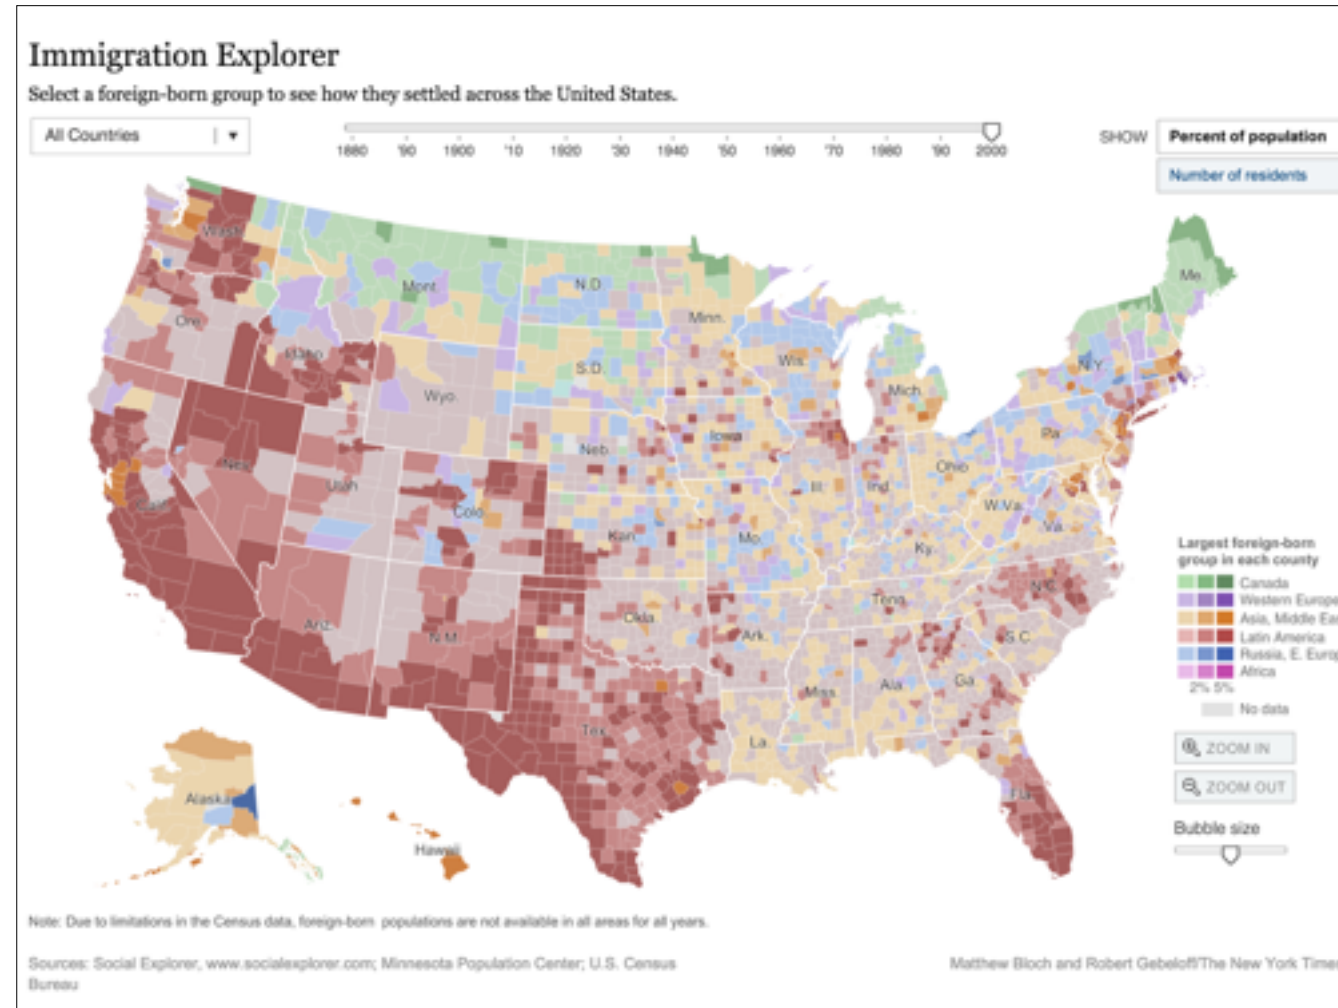 Immigration Explorer
Select a foreign-born group to see how they settled across the United States.
All Countries
1880 '90 1900 '10 1920 '30 1940 '50 1960 '70 1980 '90 2000
SHOW Percent of population
Number of residents
Wash.
Ore.
Idaho
Mont.
N.D.
Minn.
S.D.
Wis.
Mich.
N.Y.
Me.
Wyo.
Iowa
Neb.
Pa.
Ohio
Nev.
Utah
Colo.
Ill.
Ind.
W.Va.
Va.
Calif.
Kan.
Mo.
Ky.
Ariz.
N.M.
Okla.
Ark.
Tenn.
N.C.
S.C.
Miss.
Ala.
Ga.
Tex.
La.
Fla.
Alaska
Hawaii
Largest foreign-born
group in each county
Canada
Western Europe
Asia, Middle Eas
Latin America
Russia, E. Europ
Africa
2% 5%
No data
ZOOM IN
ZOOM OUT
Bubble size
Note: Due to limitations in the Census data, foreign-born populations are not available in all areas for all years.
Sources: Social Explorer, www.socialexplorer.com; Minnesota Population Center; U.S. Census
Bureau
Matthew Bloch and Robert Gebeloff/The New York Times